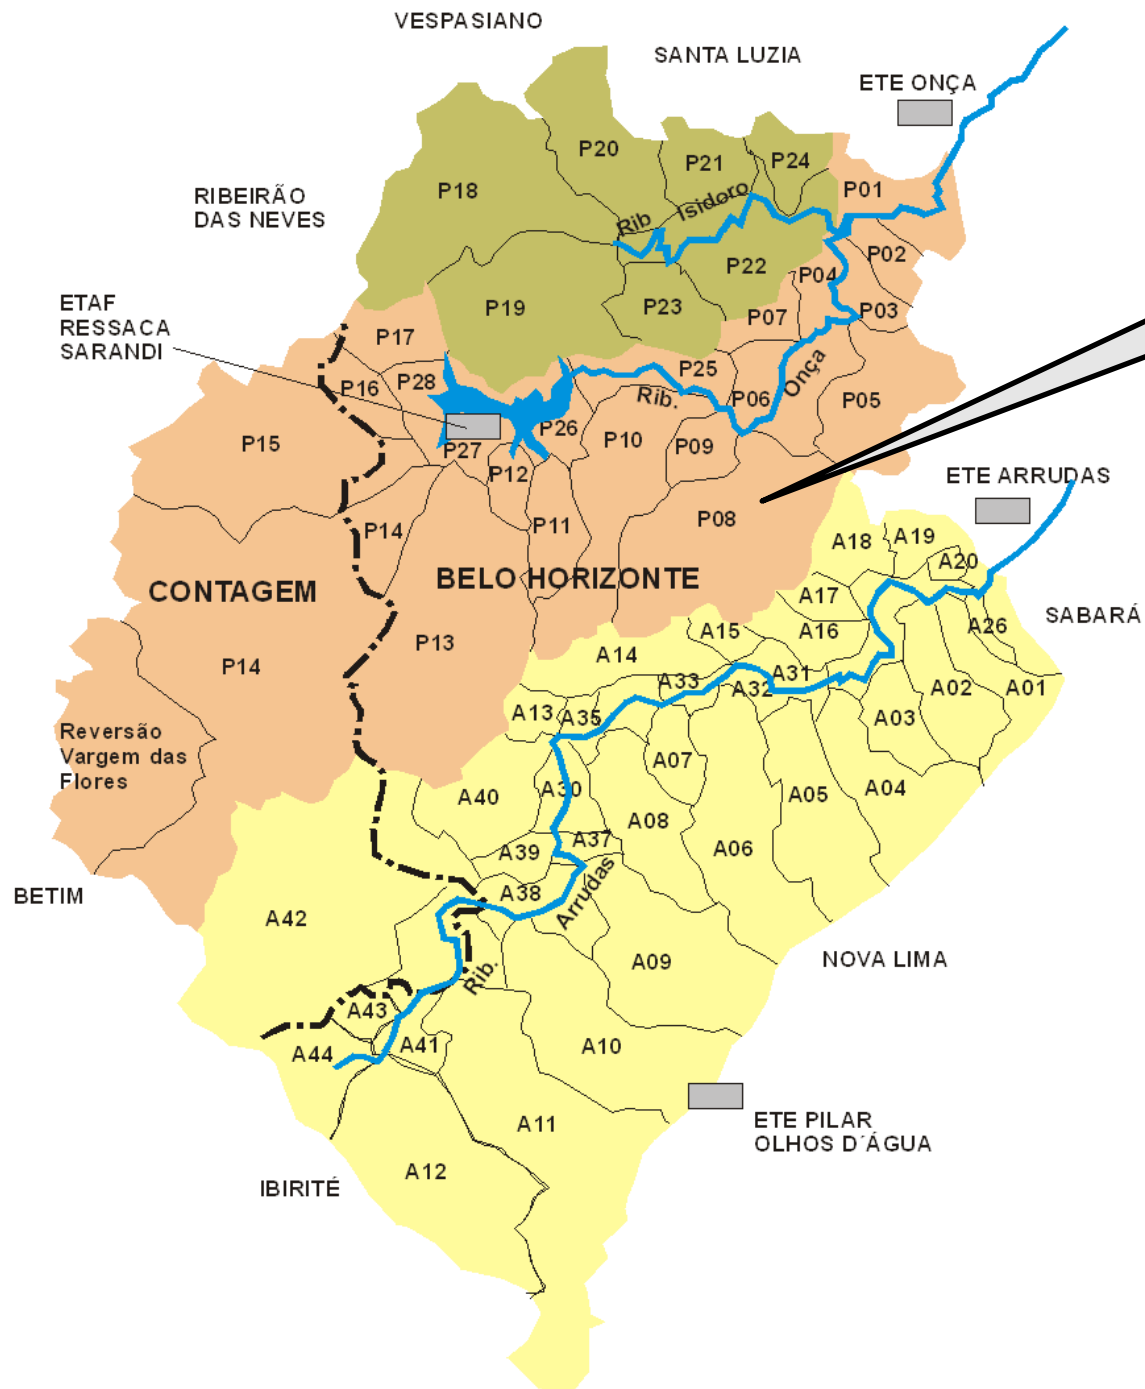 VESPASIANO
SANTA LUZIA
ETE ONÇA
P20
P21
P24
P18
P01
RIBEIRÃO
DAS NEVES
Rib
Isidoro
P02
P22
P04
P19
P23
P07
P03
ETAF
RESSACA
SARANDI
P17
P16
P28
P25
Rib.
P06
Onça
P05
P15
P26
P10
P09
P27
P12
ETE ARRUDAS
P14
P11
P08
A18
A19
A20
CONTAGEM
BELO HORIZONTE
A17
SABARÁ
P13
A15
A16
A26
A14
P14
A33
A32
A31
A02
A01
A13
A35
A03
Reversão
Vargem das
Flores
A07
A40
A30
A05
A04
A08
A39
A37
A06
BETIM
A38
Arrudas
A42
A09
NOVA LIMA
Rib.
A43
A44
A41
A10
A11
ETE PILAR
OLHOS D´ÁGUA
A12
IBIRITÉ